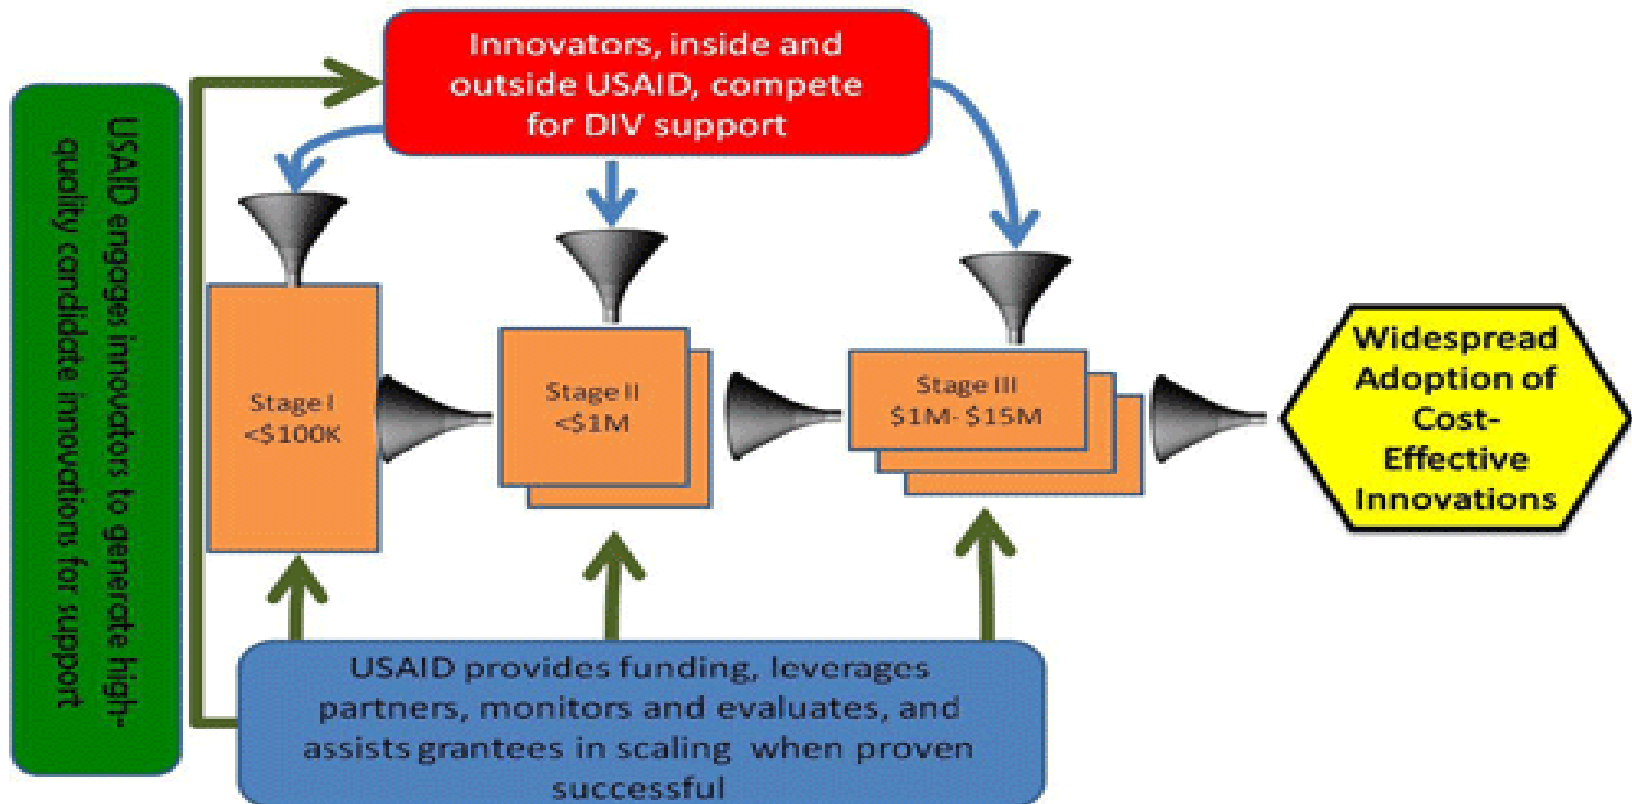 Innovators, inside and
outside USAID, compete
for DIV support
USAID engages innovators to generate high-
quality candidate innovations for support
Stage I
<$100K
Stage II
<$1M
Stage III
$1M- $15M
Widespread
Adoption of
Cost-
Effective
Innovations
USAID provides funding, leverages
partners, monitors and evaluates, and
assists grantees in scaling when proven
successful